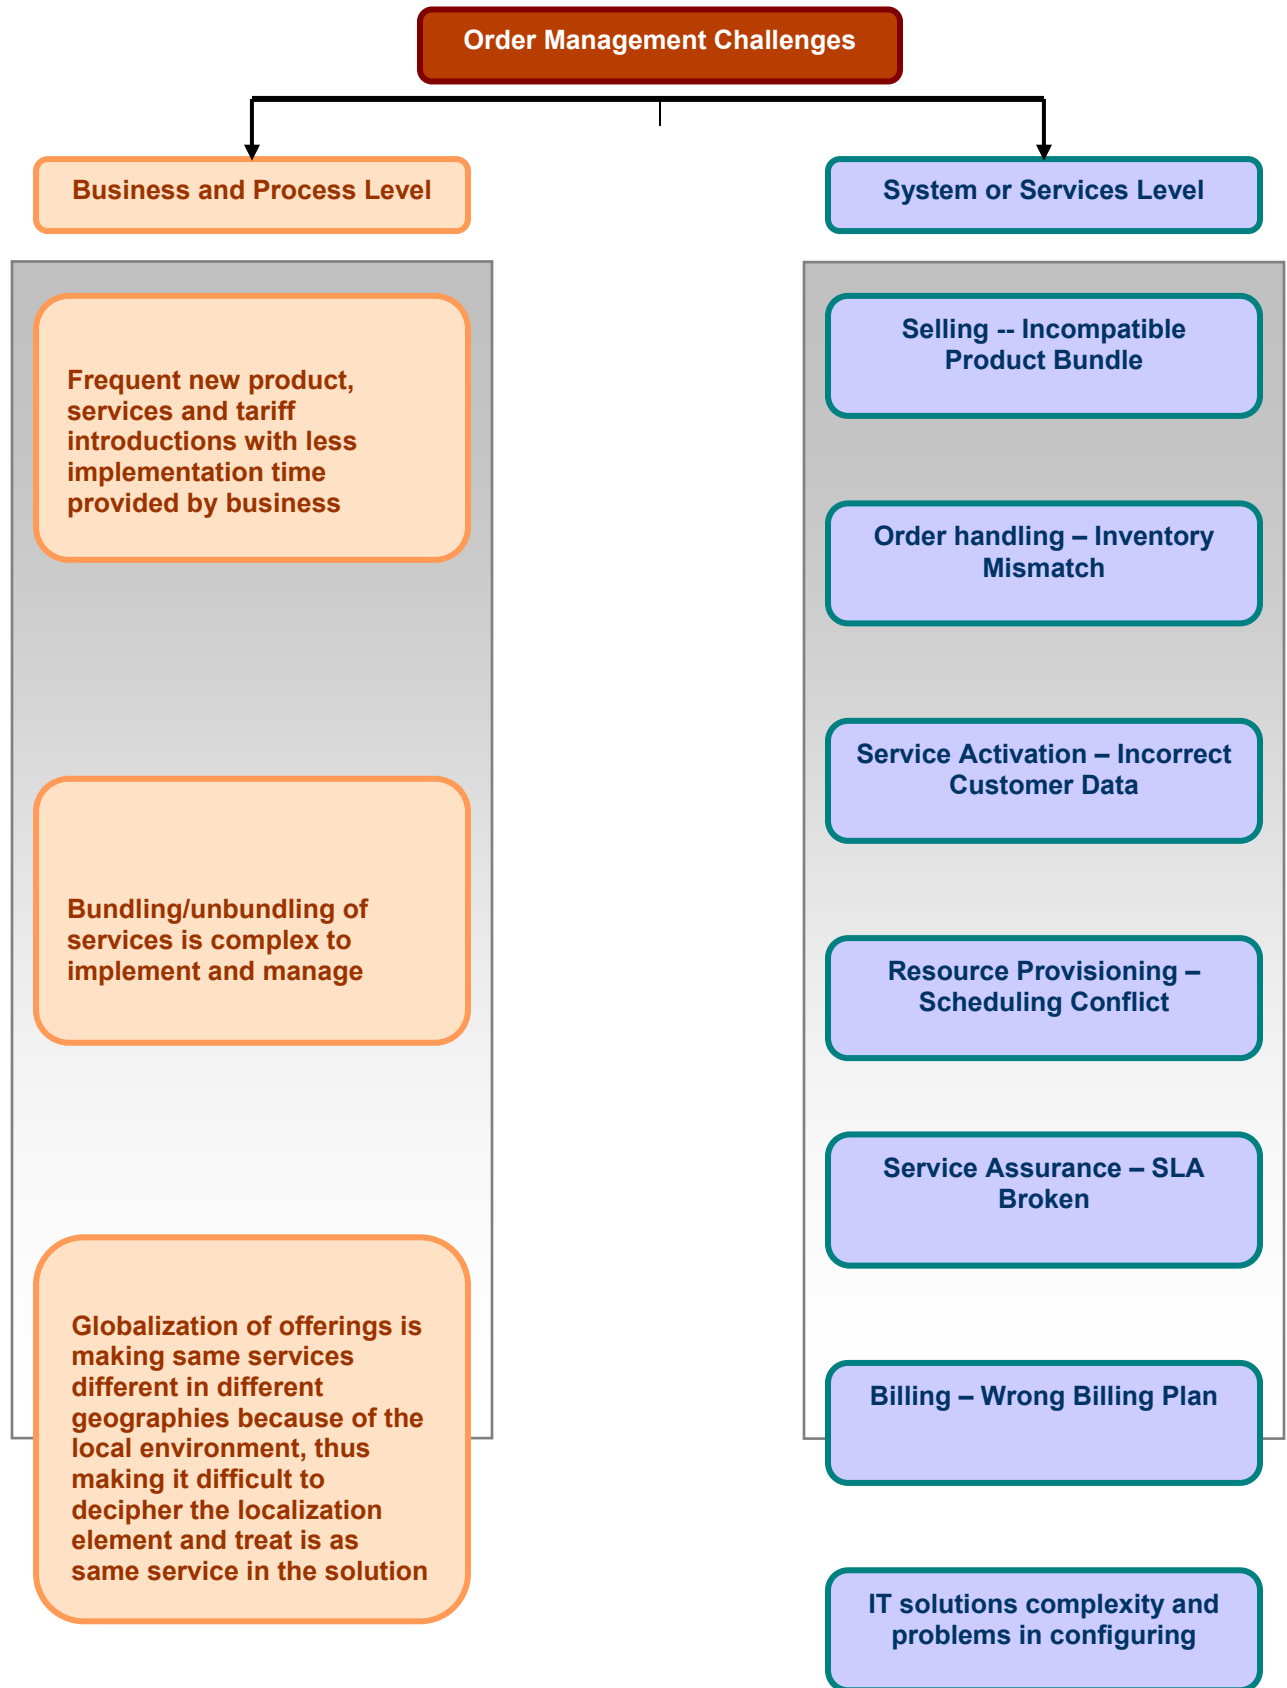 Order Management Challenges
Business and Process Level
System or Services Level
Frequent new product,
services and tariff
introductions with less
implementation time
provided by business
Bundling/unbundling of
services is complex to
implement and manage
Globalization of offerings is
making same services
different in different
geographies because of the
local environment, thus
making it difficult to
decipher the localization
element and treat is as
same service in the solution
Selling -- Incompatible
Product Bundle
Order handling – Inventory
Mismatch
Service Activation – Incorrect
Customer Data
Resource Provisioning –
Scheduling Conflict
Service Assurance – SLA
Broken
Billing – Wrong Billing Plan
IT solutions complexity and
problems in configuring